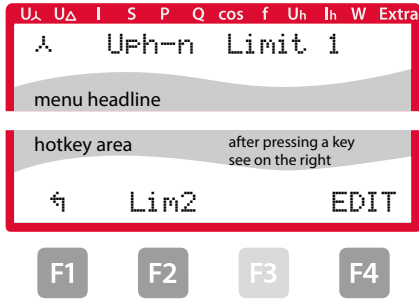 U⅄ U△ I S P Q cos f Uh Ih W Extra
⅄ Uph-n Limit 1
menu headline
hotkey area
after pressing a key
see on the right
↰ Lim2 EDIT
F1 F2 F3 F4